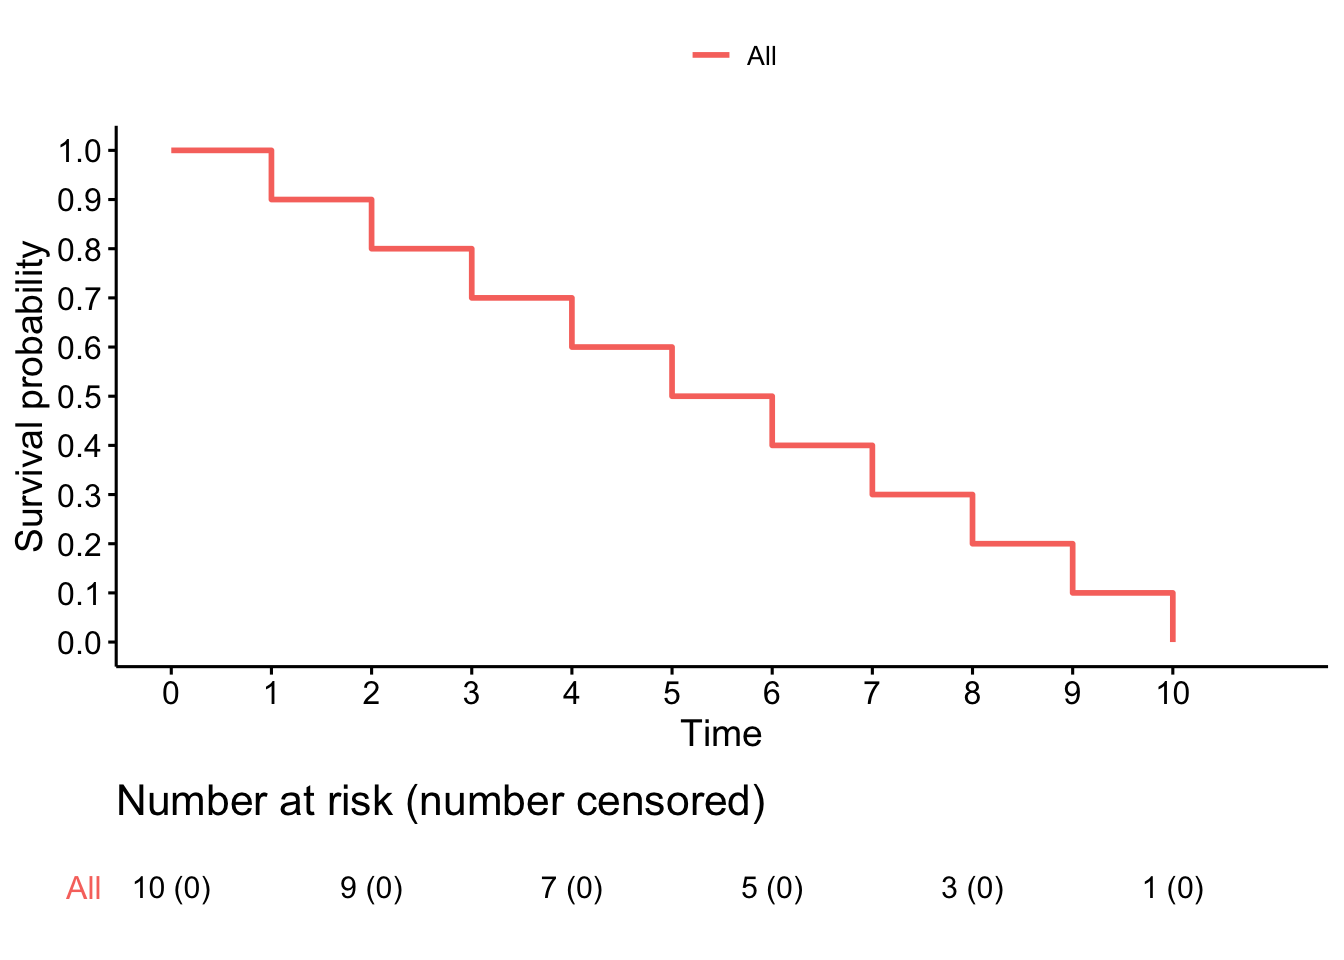 All
Survival probability
1.0
0.9
0.8
0.7
0.6
0.5
0.4
0.3
0.2
0.1
0.0
0 1 2 3 4 5 6 7 8 9 10
Time
Number at risk (number censored)
All 10 (0) 9 (0) 7 (0) 5 (0) 3 (0) 1 (0)